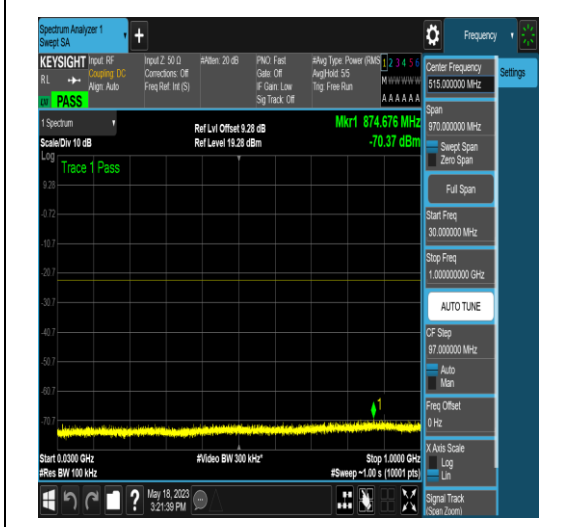 Spectrum Analyzer 1
Swept SA
Frequency
KEYSIGHT Input: RF Input Z: 50 Ω #Atten: 20 dB PNO: Fast #Avg Type: Power (RMS 1 2 3 4 5 6
RL Coupling: DC Corrections: Off Gate: Off Avg|Hold: 5/5 M W W W W W
Align: Auto Freq Ref: Int (S) IF Gain: Low Trig: Free Run
Sig Track: Off A A A A A A
PASS
1 Spectrum
Scale/Div 10 dB
Ref Lvl Offset 9.28 dB
Ref Level 19.28 dBm
Mkr1 874.676 MHz
-70.37 dBm
Log
Trace 1 Pass
9.28
-0.72
-10.7
-20.7
-30.7
-40.7
-50.7
-60.7
-70.7
1
Start 0.0300 GHz #Video BW 300 kHz* Stop 1.0000 GHz
#Res BW 100 kHz #Sweep ~1.00 s (10001 pts)
May 18, 2023
3:21:39 PM
?
Center Frequency
515.000000 MHz
Settings
Span
970.000000 MHz
Swept Span
Zero Span
Full Span
Start Freq
30.000000 MHz
Stop Freq
1.000000000 GHz
AUTO TUNE
CF Step
97.000000 MHz
Auto
Man
Freq Offset
0 Hz
X Axis Scale
Log
Lin
Signal Track
(Span Zoom)